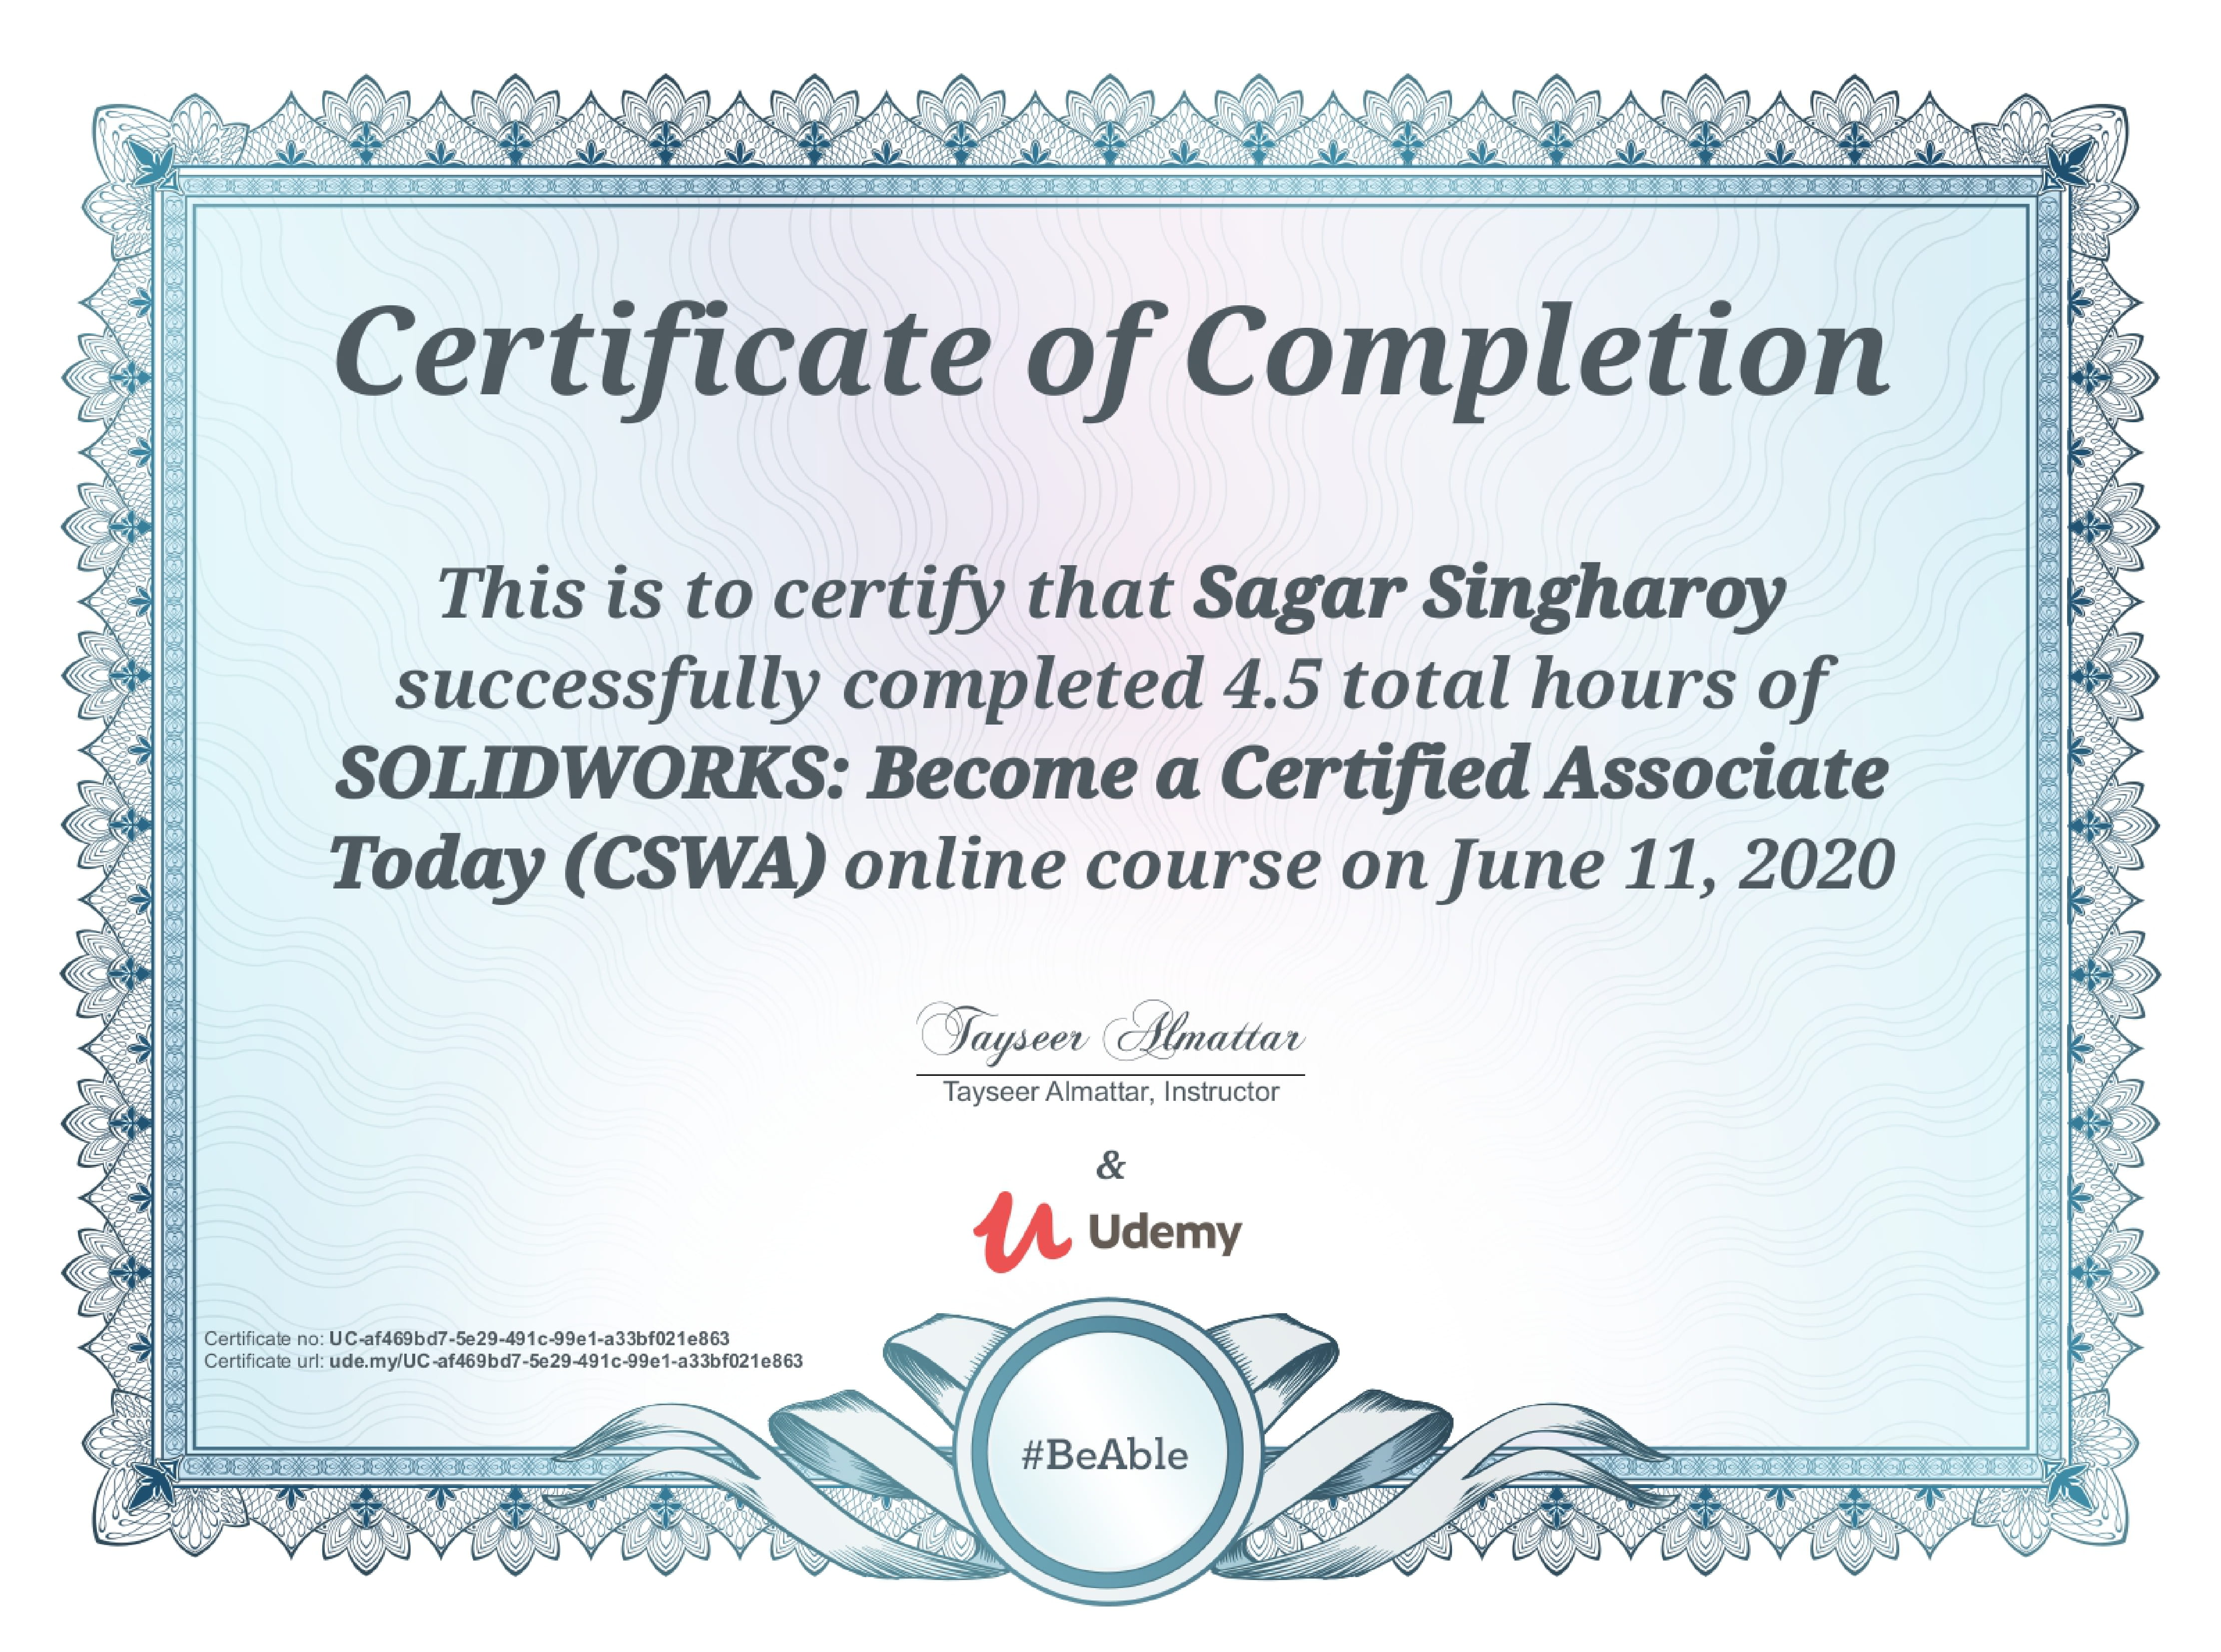 Certificate of Completion
This is to certify that Sagar Singharoy
successfully completed 4.5 total hours of
SOLIDWORKS: Become a Certified Associate
Today (CSWA) online course on June 11, 2020
Tayseer Almattar
Tayseer Almattar, Instructor
&
Udemy
Certificate no: UC-af469bd7-5e29-491c-99e1-a33bf021e863
Certificate url: ude.my/UC-af469bd7-5e29-491c-99e1-a33bf021e863
#BeAble